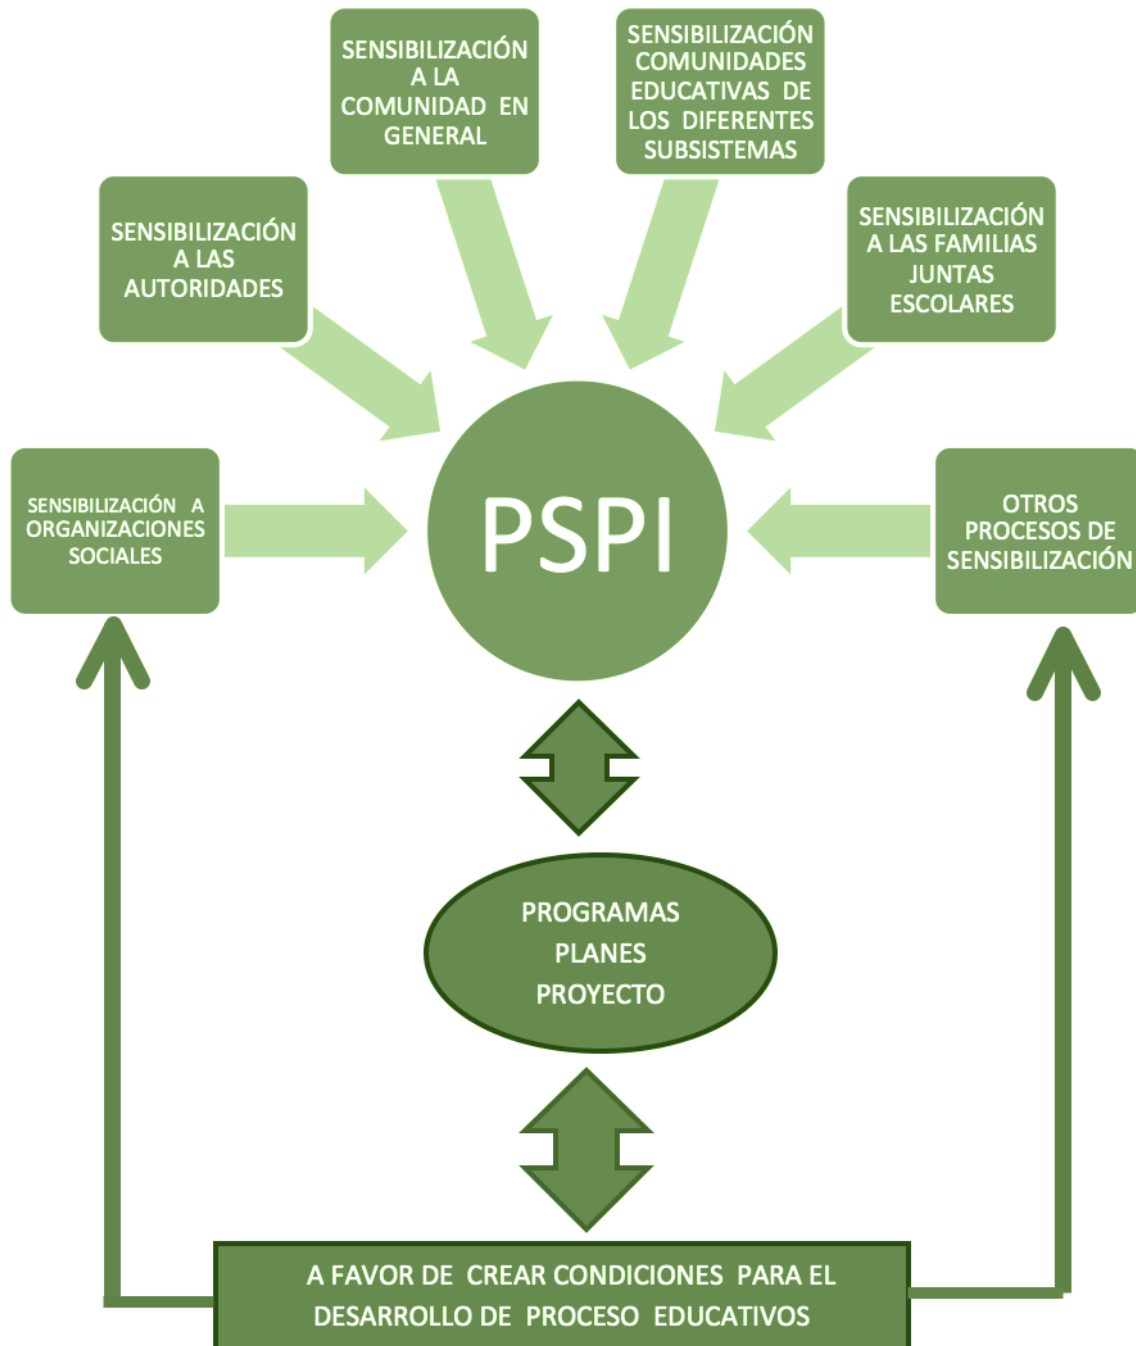 SENSIBILIZACIÓN
A LA
COMUNIDAD EN
GENERAL
SENSIBILIZACIÓN
COMUNIDADES
EDUCATIVAS DE
LOS DIFERENTES
SUBSISTEMAS
SENSIBILIZACIÓN
A LAS
AUTORIDADES
SENSIBILIZACIÓN
A LAS FAMILIAS
JUNTAS
ESCOLARES
SENSIBILIZACIÓN A
ORGANIZACIONES
SOCIALES
PSPI
OTROS
PROCESOS DE
SENSIBILIZACIÓN
PROGRAMAS
PLANES
PROYECTO
A FAVOR DE CREAR CONDICIONES PARA EL
DESARROLLO DE PROCESO EDUCATIVOS